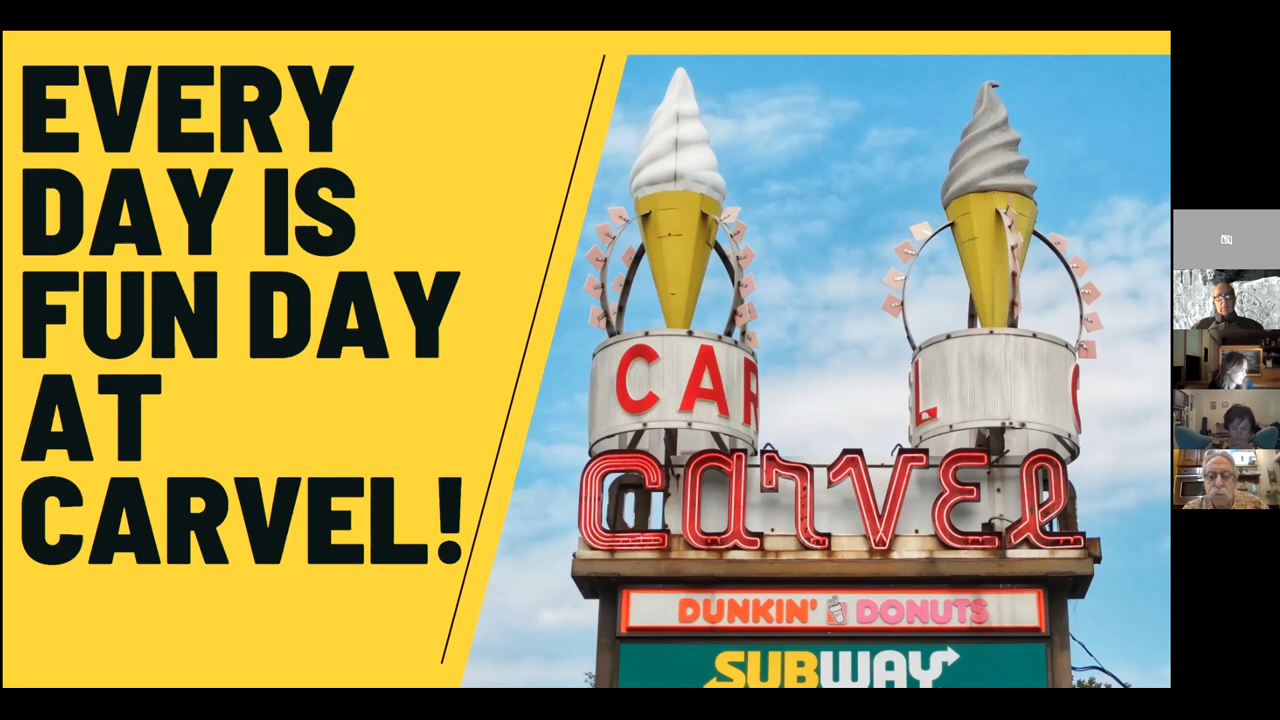 EVERY
DAY IS
FUN DAY
AT
CARVEL!
CAR
L
carvel
DUNKIN' DONUTS
SUBWAY